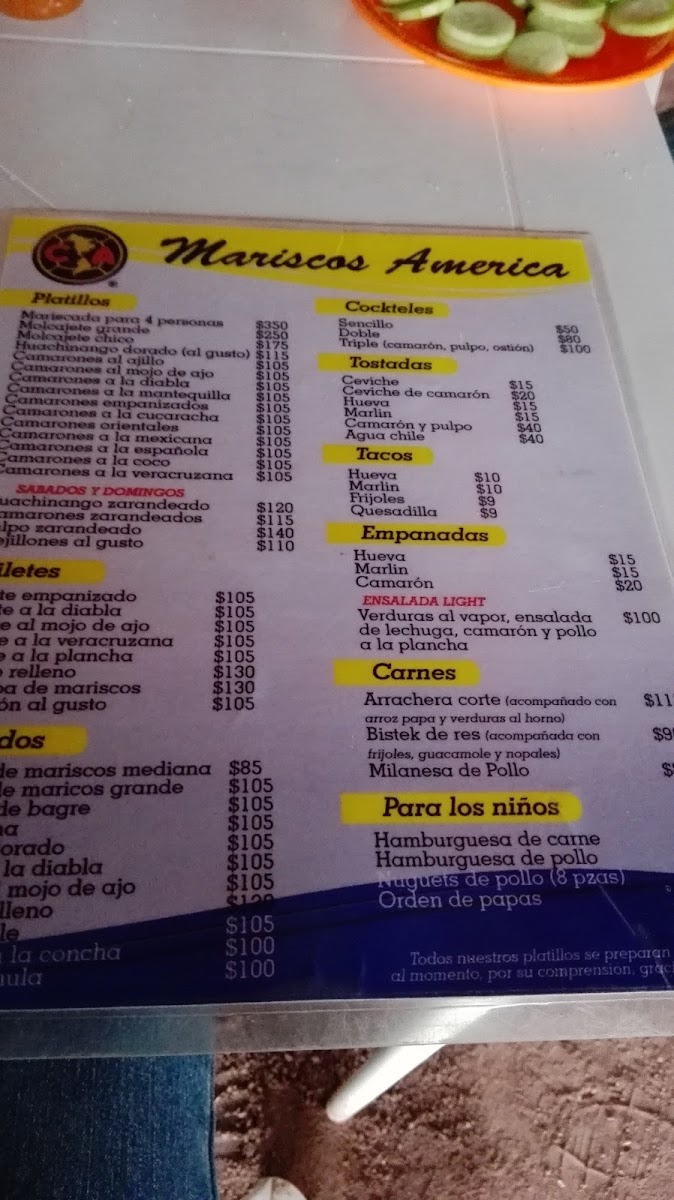 CA
®
Mariscos America
Platillos
Mariscada para 4 personas $350
Molcajete grande $250
Molcajete chico $175
Huachinango dorado (al gusto) $115
Camarones al ajillo $105
Camarones al mojo de ajo $105
Camarones a la diabla $105
Camarones a la mantequilla $105
Camarones empanizados $105
Camarones a la cucaracha $105
Camarones orientales $105
Camarones a la mexicana $105
Camarones a la española $105
Camarones a la coco $105
Camarones a la veracruzana $105
SABADOS Y DOMINGOS
uachinango zarandeado $120
amarones zarandeados $115
lpo zarandeado $140
ejillones al gusto $110
iletes
te empanizado $105
te a la diabla $105
e al mojo de ajo $105
e a la veracruzana $105
e a la plancha $105
relleno $130
pa de mariscos $130
ón al gusto $105
dos
de mariscos mediana $85
de maricos grande $105
de bagre $105
na $105
orado $105
la diabla $105
mojo de ajo $105
lleno $120
le $105
la concha $100
mula $100
Cockteles
Sencillo $50
Doble $80
Triple (camarón, pulpo, ostión) $100
Tostadas
Ceviche $15
Ceviche de camarón $20
Hueva $15
Marlin $15
Camarón y pulpo $40
Agua chile $40
Tacos
Hueva $10
Marlin $10
Frijoles $9
Quesadilla $9
Empanadas
Hueva $15
Marlin $15
Camarón $20
ENSALADA LIGHT
Verduras al vapor, ensalada $100
de lechuga, camarón y pollo
a la plancha
Carnes
Arrachera corte (acompañado con $11
arroz papa y verduras al horno)
Bistek de res (acompañada con $9
frijoles, guacamole y nopales)
Milanesa de Pollo $
Para los niños
Hamburguesa de carne
Hamburguesa de pollo
Nuguets de pollo (8 pzas)
Orden de papas
Todos nuestros platillos se preparan
al momento, por su comprension, graci